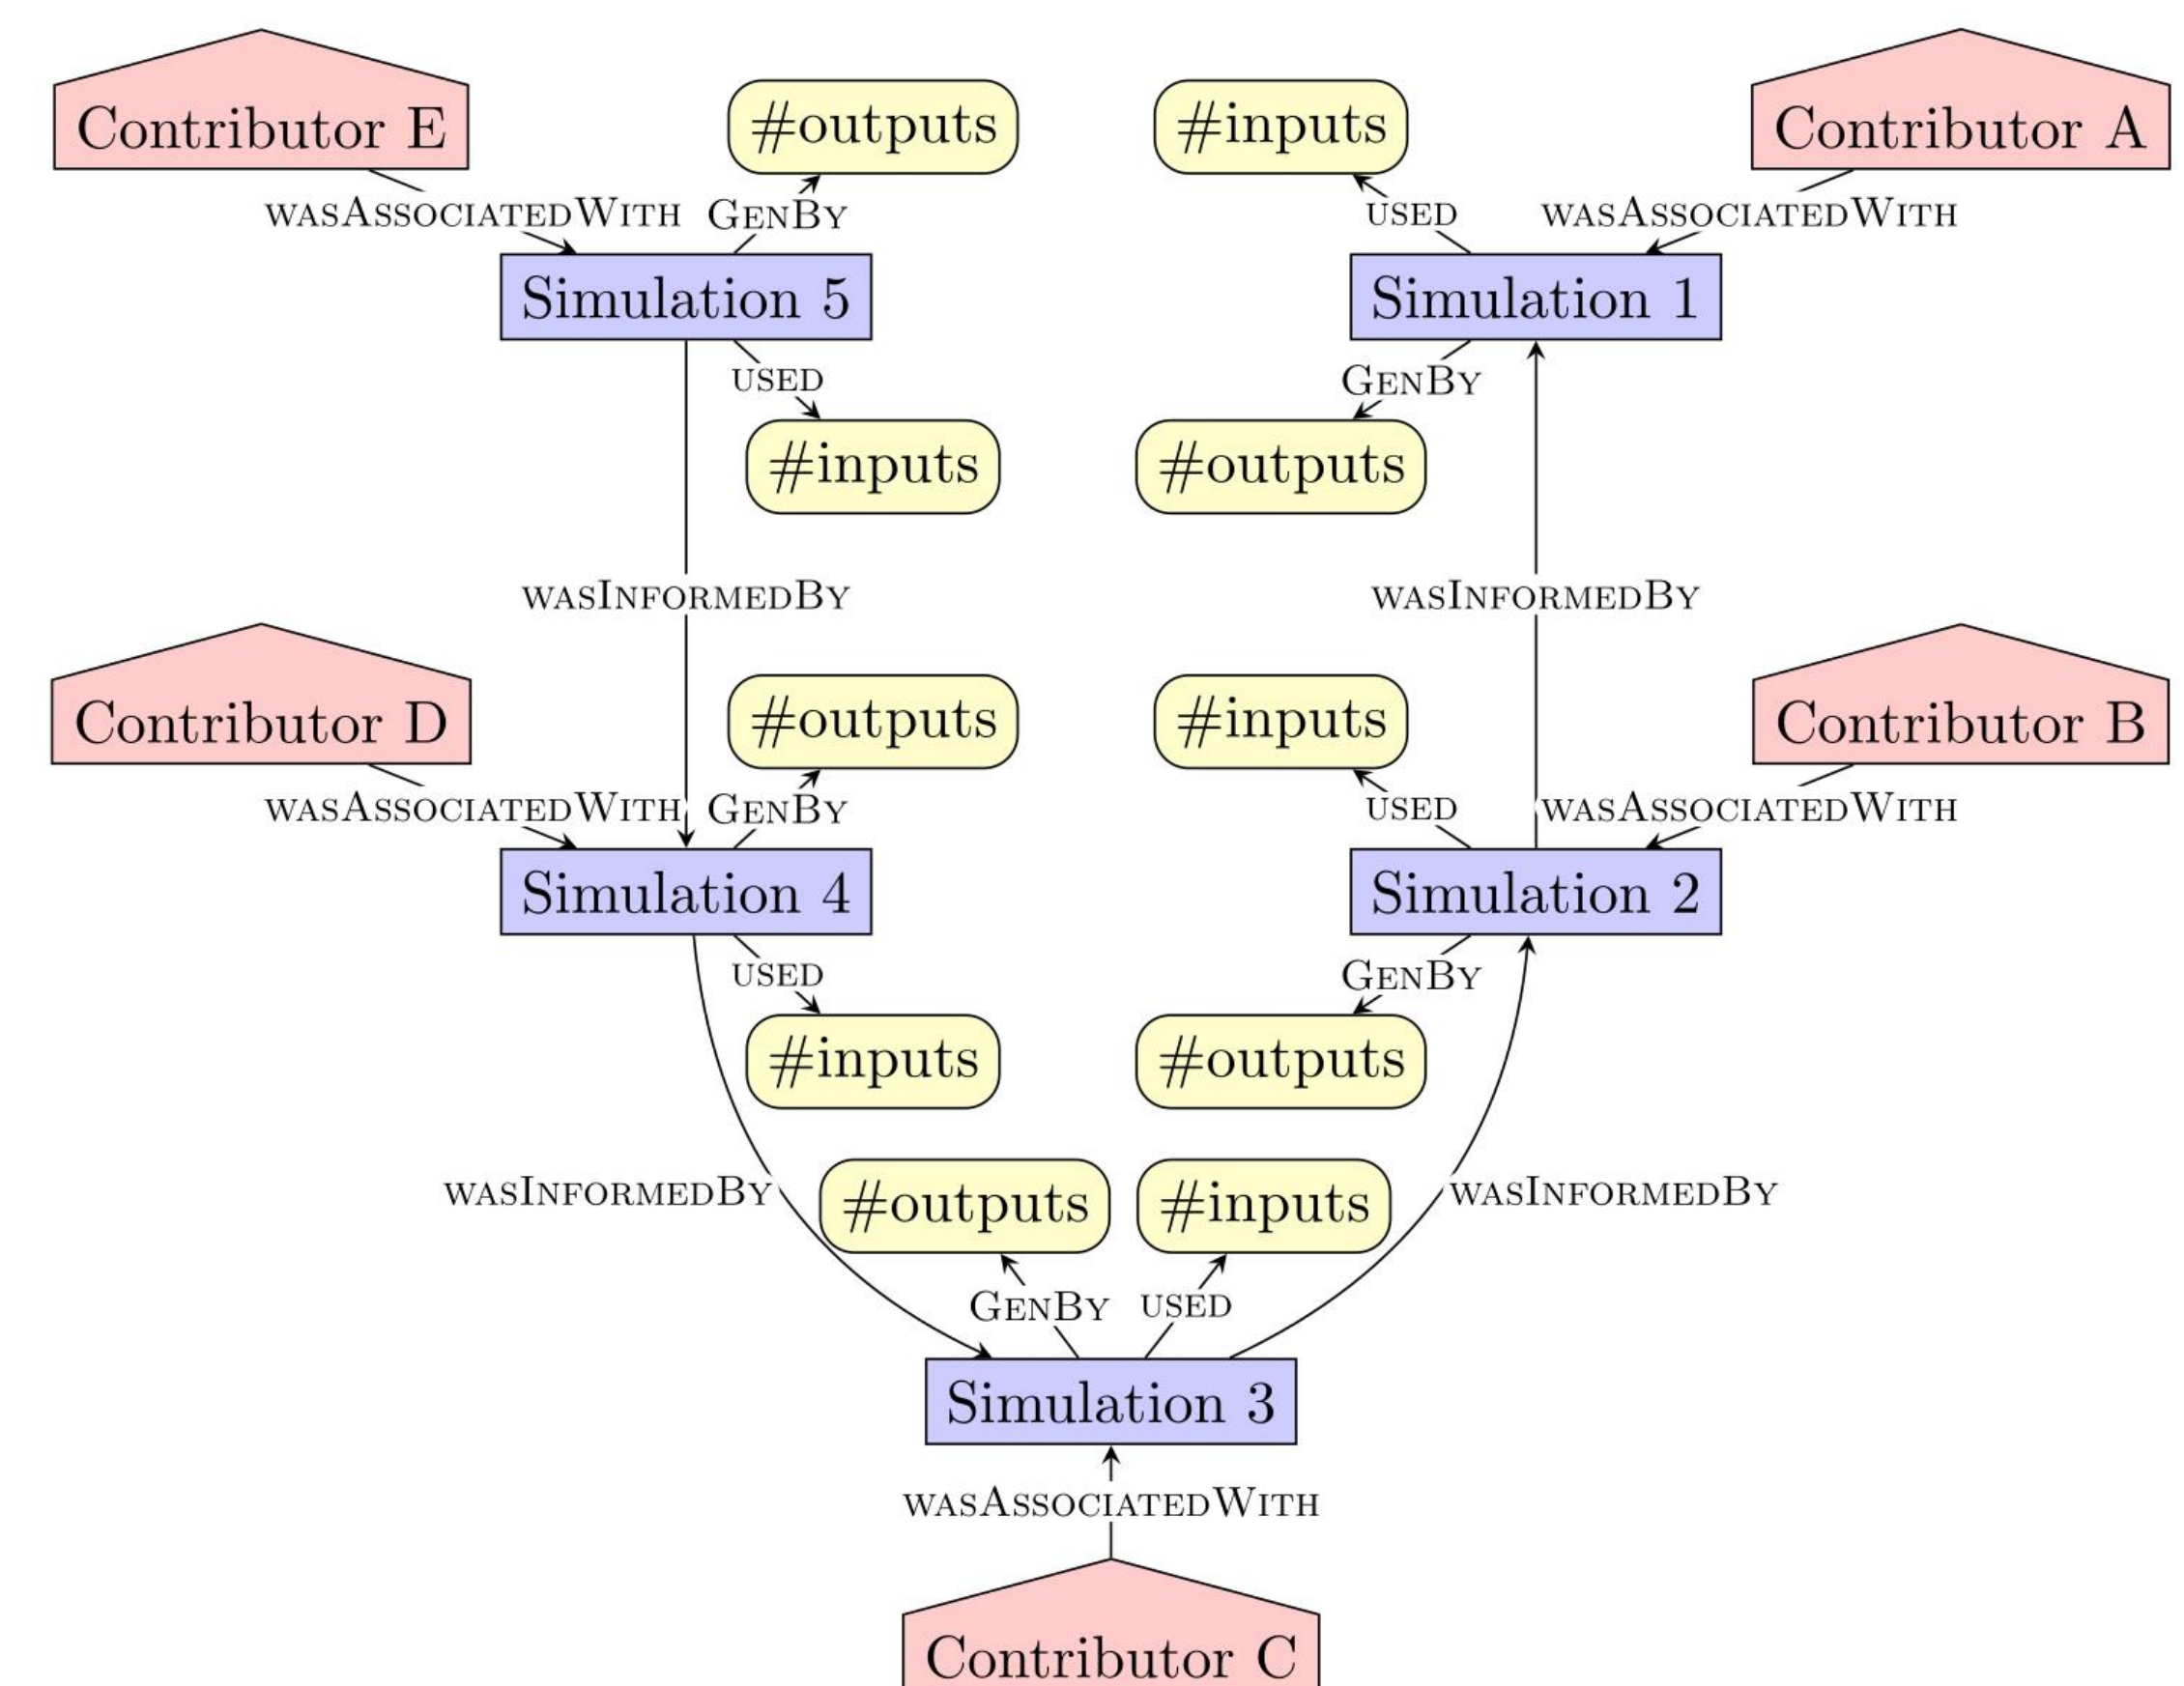 Contributor E
#outputs
#inputs
Contributor A
wasAssociatedWith
GenBy
used
wasAssociatedWith
Simulation 5
Simulation 1
used
GenBy
#inputs
#outputs
wasInformedBy
wasInformedBy
Contributor D
#outputs
#inputs
Contributor B
wasAssociatedWith
GenBy
used
wasAssociatedWith
Simulation 4
Simulation 2
used
GenBy
#inputs
#outputs
wasInformedBy
#outputs
#inputs
wasInformedBy
GenBy
used
Simulation 3
wasAssociatedWith
Contributor C